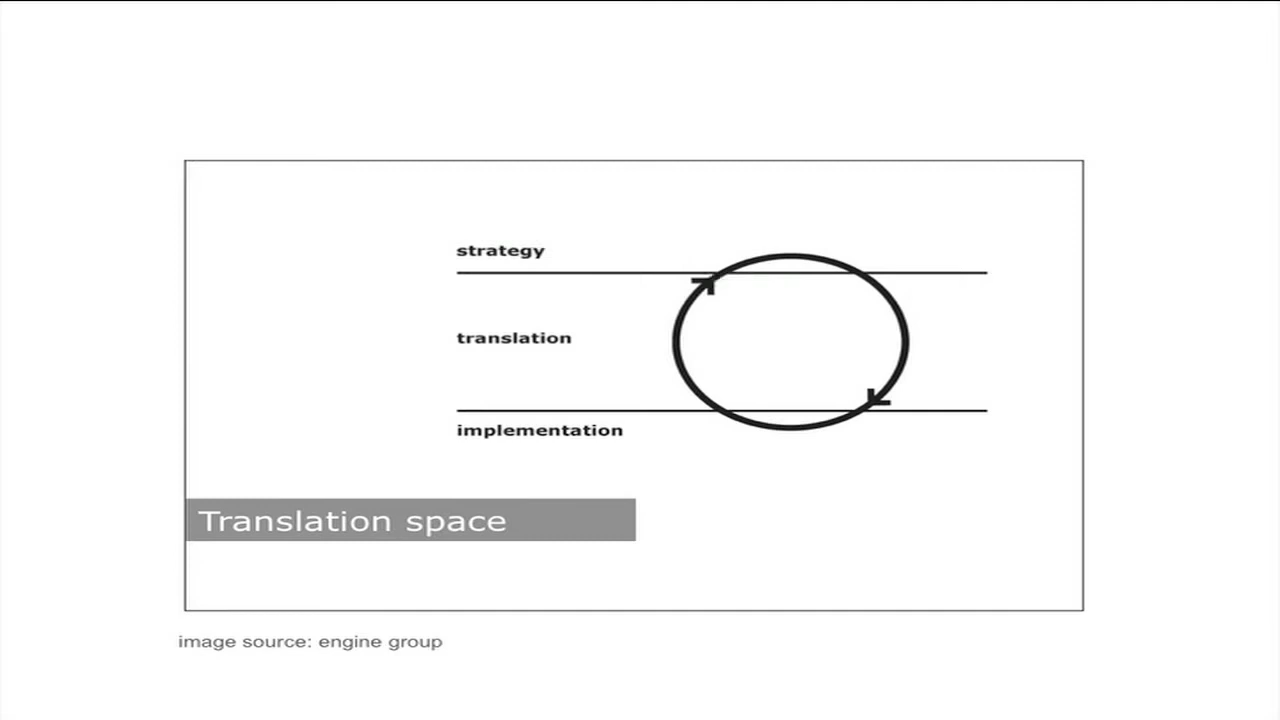 strategy
translation
implementation
Translation space
image source: engine group